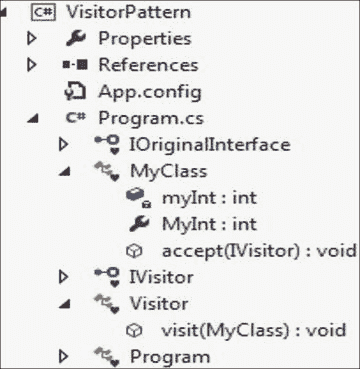 C# VisitorPattern
Properties
References
App.config
C# Program.cs
IOriginalInterface
MyClass
myInt : int
MyInt : int
accept(IVisitor) : void
IVisitor
Visitor
visit(MyClass) : void
Program